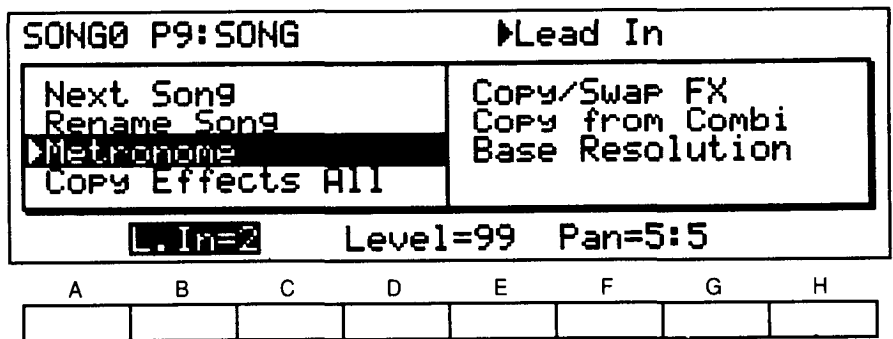 SONG0 P9:SONG ▶Lead In
Next Song
Rename Song
▶Metronome
Copy Effects All
Copy/Swap FX
Copy from Combi
Base Resolution
L.In=2 Level=99 Pan=5:5
A B C D E F G H